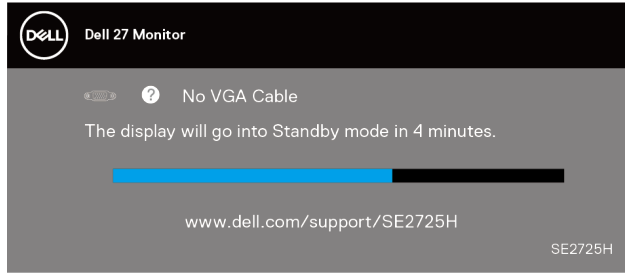 DELL
Dell 27 Monitor
? No VGA Cable
The display will go into Standby mode in 4 minutes.
www.dell.com/support/SE2725H
SE2725H